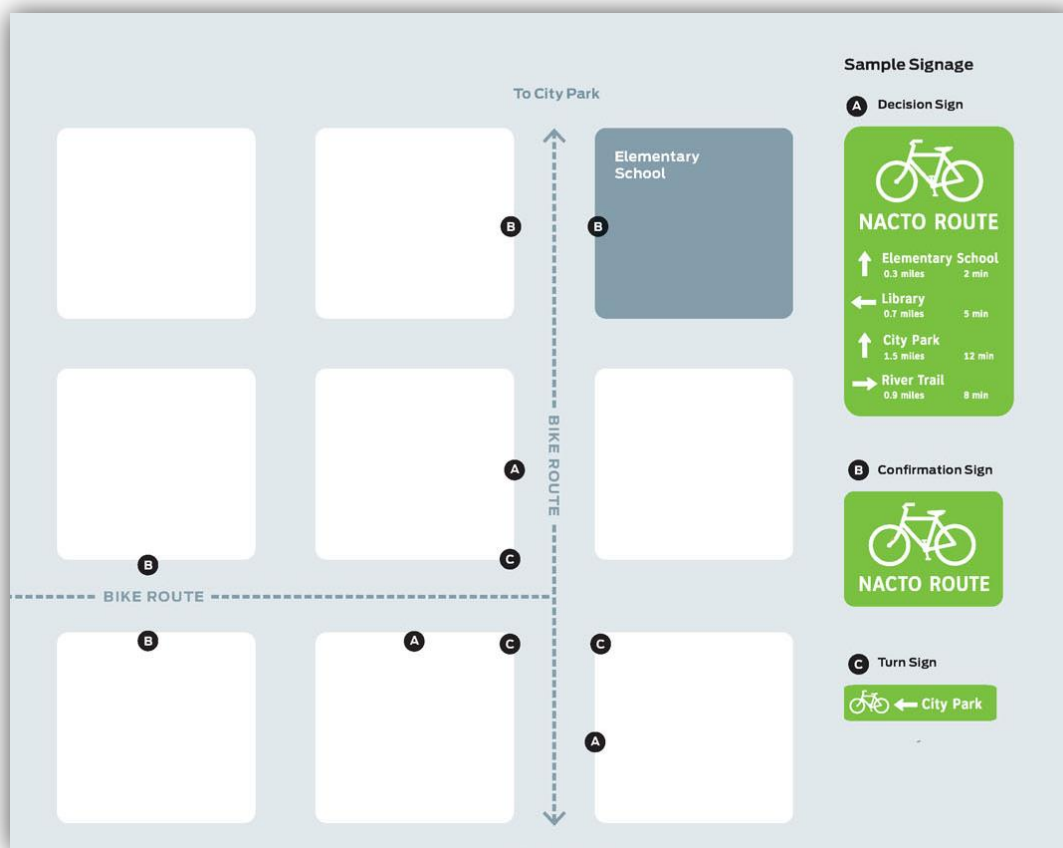 To City Park
Elementary
School
B
B
A
BIKE ROUTE
C
B
BIKE ROUTE
B
A
C
C
A
Sample Signage
A Decision Sign
NACTO ROUTE
Elementary School
0.3 miles 2 min
Library
0.7 miles 5 min
City Park
1.5 miles 12 min
River Trail
0.9 miles 8 min
B Confirmation Sign
NACTO ROUTE
C Turn Sign
City Park